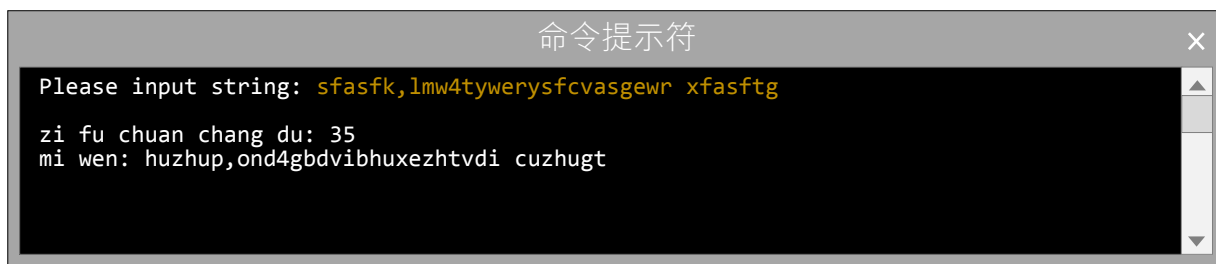 命令提示符
Please input string: sfasfk,lmw4tywerysfcvasgewr xfasftg
zi fu chuan chang du: 35
mi wen: huzhup,ond4gbdvibhuxezhtvdi cuzhugt